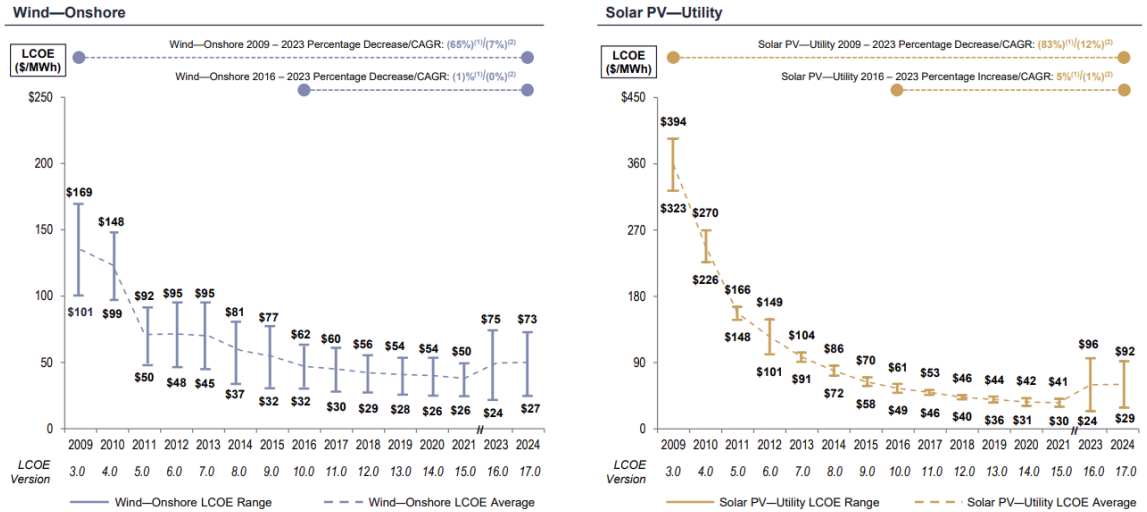 Wind—Onshore
LCOE
($/MWh)
Wind—Onshore 2009 – 2023 Percentage Decrease/CAGR: (65%)⁽¹⁾/(7%)⁽²⁾
Wind—Onshore 2016 – 2023 Percentage Decrease/CAGR: (1)%⁽¹⁾/(0%)⁽²⁾
$250
200
150
100
50
0
$169 $148 $92 $95 $95 $81 $77 $62 $60 $56 $54 $54 $50 $75 $73
$101 $99 $50 $48 $45 $37 $32 $32 $30 $29 $28 $26 $26 $24 $27
2009 2010 2011 2012 2013 2014 2015 2016 2017 2018 2019 2020 2021 // 2023 2024
LCOE
Version
3.0 4.0 5.0 6.0 7.0 8.0 9.0 10.0 11.0 12.0 13.0 14.0 15.0 16.0 17.0
Wind—Onshore LCOE Range Wind—Onshore LCOE Average
Solar PV—Utility
LCOE
($/MWh)
Solar PV—Utility 2009 – 2023 Percentage Decrease/CAGR: (83%)⁽¹⁾/(12%)⁽²⁾
Solar PV—Utility 2016 – 2023 Percentage Increase/CAGR: 5%⁽¹⁾/(1%)⁽²⁾
$450
360
270
180
90
0
$394 $270 $166 $149 $104 $86 $70 $61 $53 $46 $44 $42 $41 $96 $92
$323 $226 $148 $101 $91 $72 $58 $49 $46 $40 $36 $31 $30 $24 $29
2009 2010 2011 2012 2013 2014 2015 2016 2017 2018 2019 2020 2021 // 2023 2024
LCOE
Version
3.0 4.0 5.0 6.0 7.0 8.0 9.0 10.0 11.0 12.0 13.0 14.0 15.0 16.0 17.0
Solar PV—Utility LCOE Range Solar PV—Utility LCOE Average